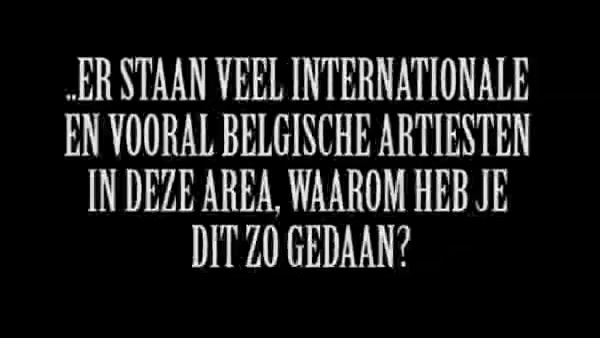 ..ER STAAN VEEL INTERNATIONALE
EN VOORAL BELGISCHE ARTIESTEN
IN DEZE AREA, WAAROM HEB JE
DIT ZO GEDAAN?